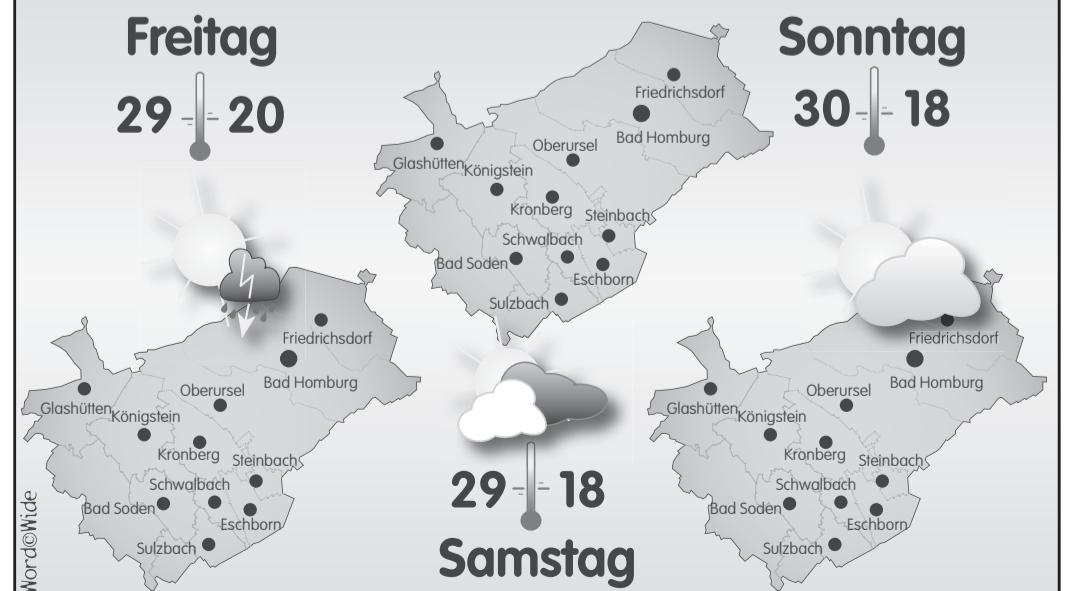 Freitag
29 20
Sonntag
30 18
Friedrichsdorf
Bad Homburg
Oberursel
Glashütten
Königstein
Kronberg
Steinbach
Schwalbach
Bad Soden
Eschborn
Sulzbach
Friedrichsdorf
Bad Homburg
Oberursel
Glashütten
Königstein
Kronberg
Steinbach
Schwalbach
Bad Soden
Eschborn
Sulzbach
29 18
Samstag
Friedrichsdorf
Bad Homburg
Oberursel
Glashütten
Königstein
Kronberg
Steinbach
Schwalbach
Bad Soden
Eschborn
Sulzbach
Word©Wide